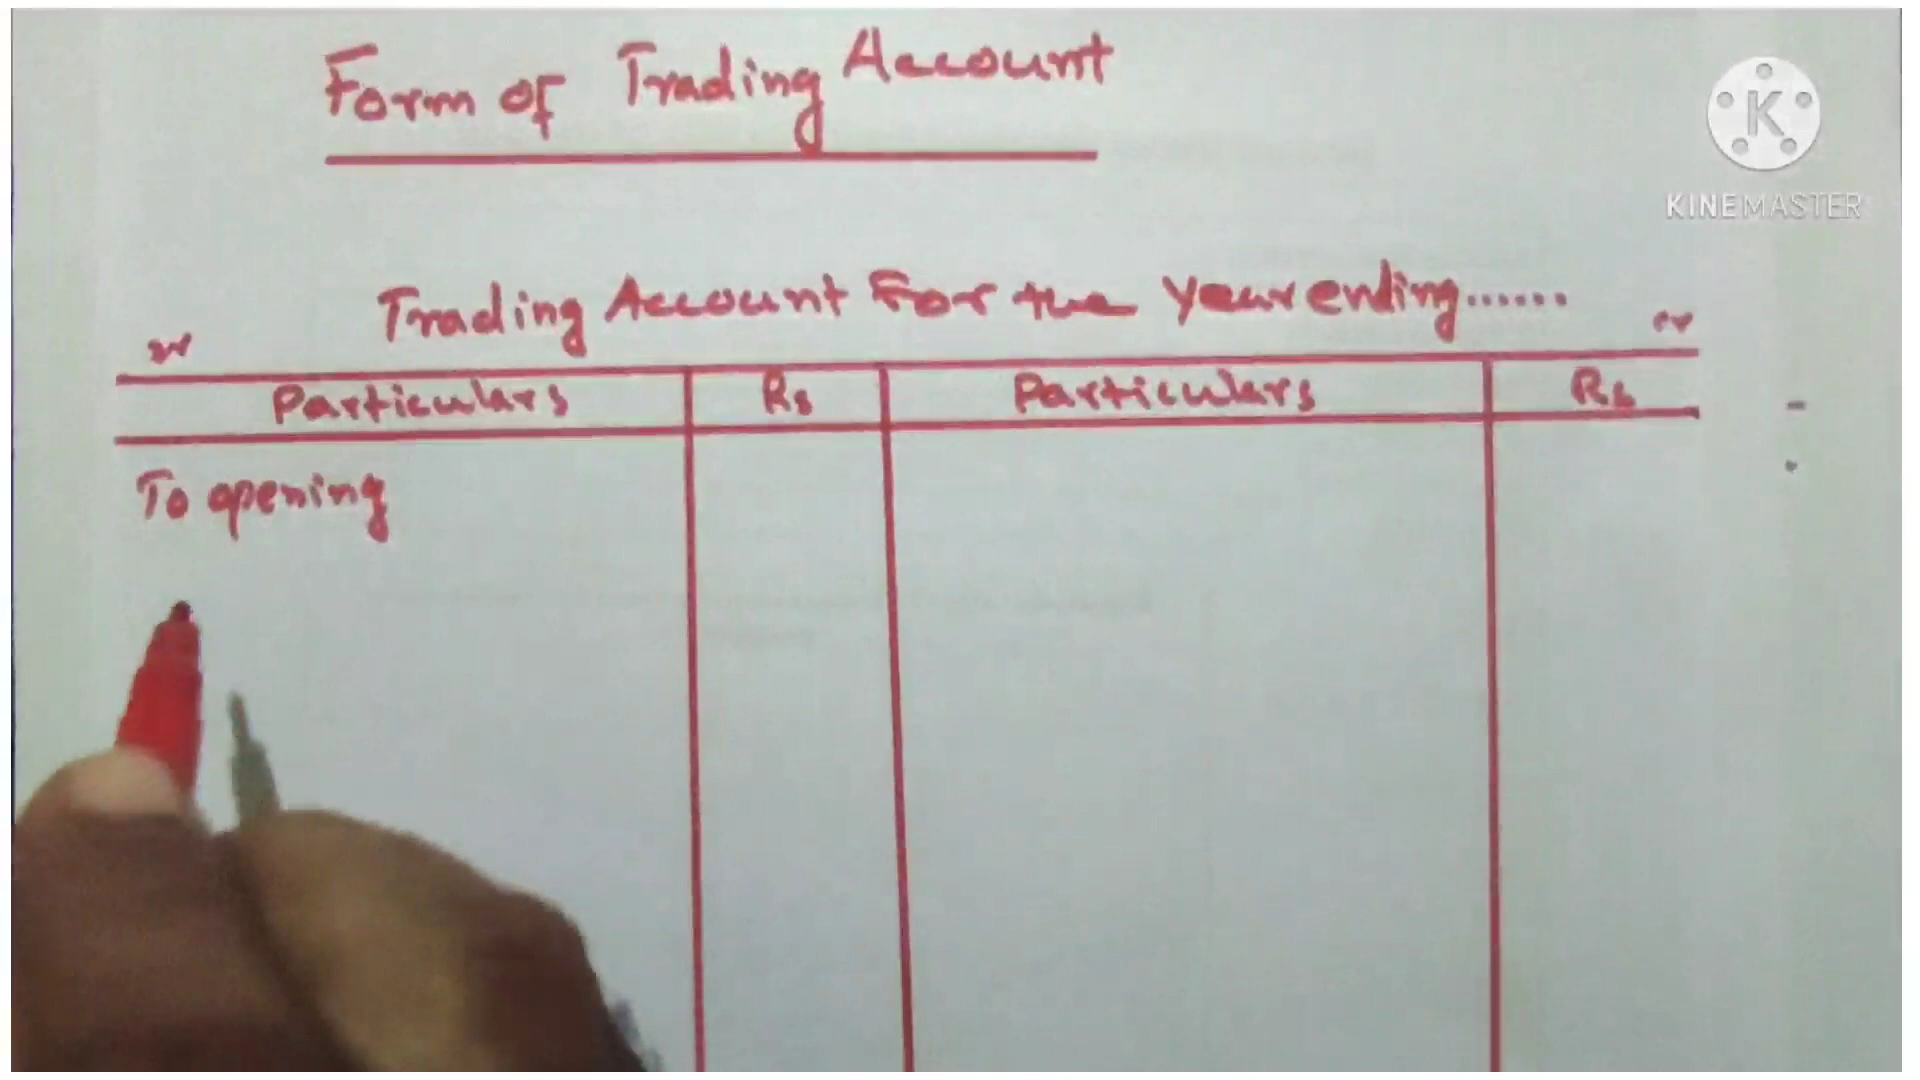 Form of Trading Account
K
KINEMASTER
Trading Account For the Year ending......
Dr
Cr
Particulars Rs Particulars Rs
To opening